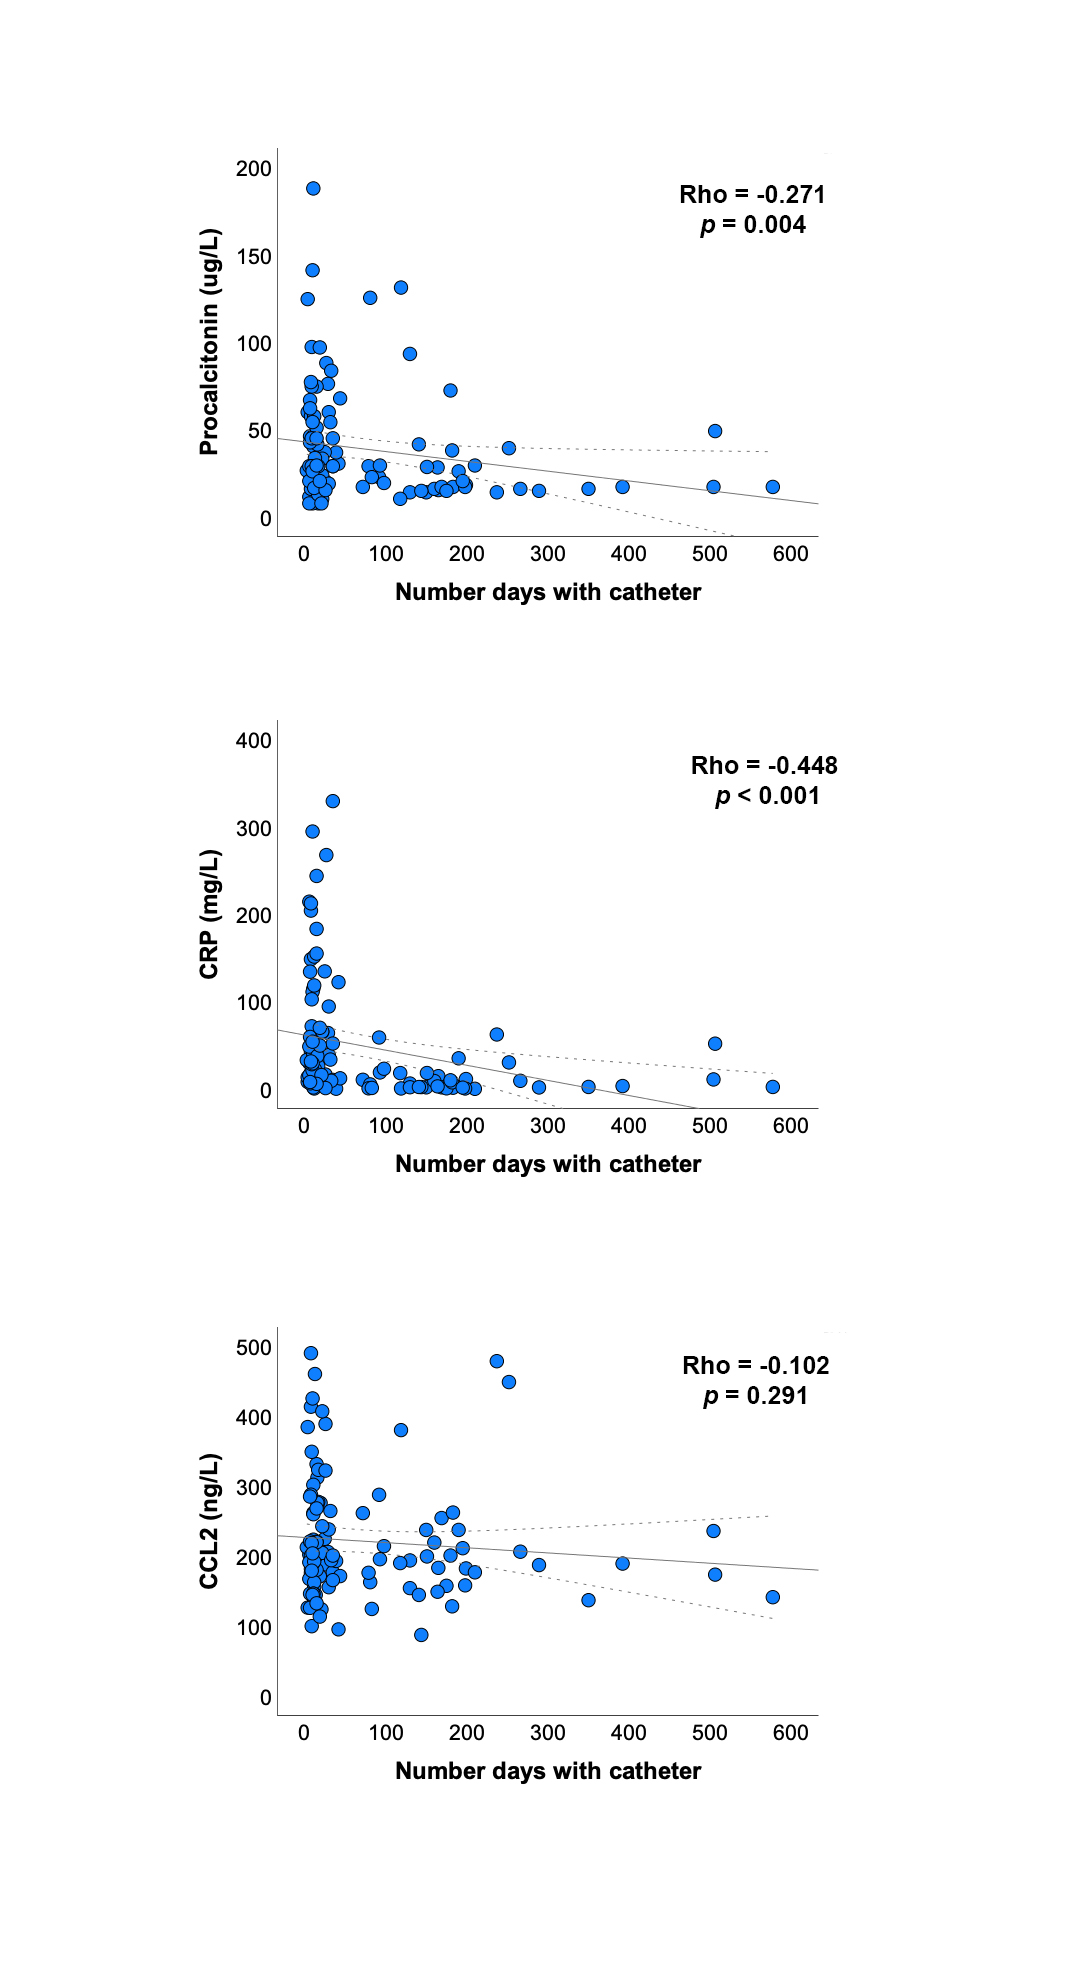 Rho = -0.271
p = 0.004
Procalcitonin (ug/L)
200
150
100
50
0
0 100 200 300 400 500 600
Number days with catheter
Rho = -0.448
p < 0.001
CRP (mg/L)
400
300
200
100
0
0 100 200 300 400 500 600
Number days with catheter
Rho = -0.102
p = 0.291
CCL2 (ng/L)
500
400
300
200
100
0
0 100 200 300 400 500 600
Number days with catheter